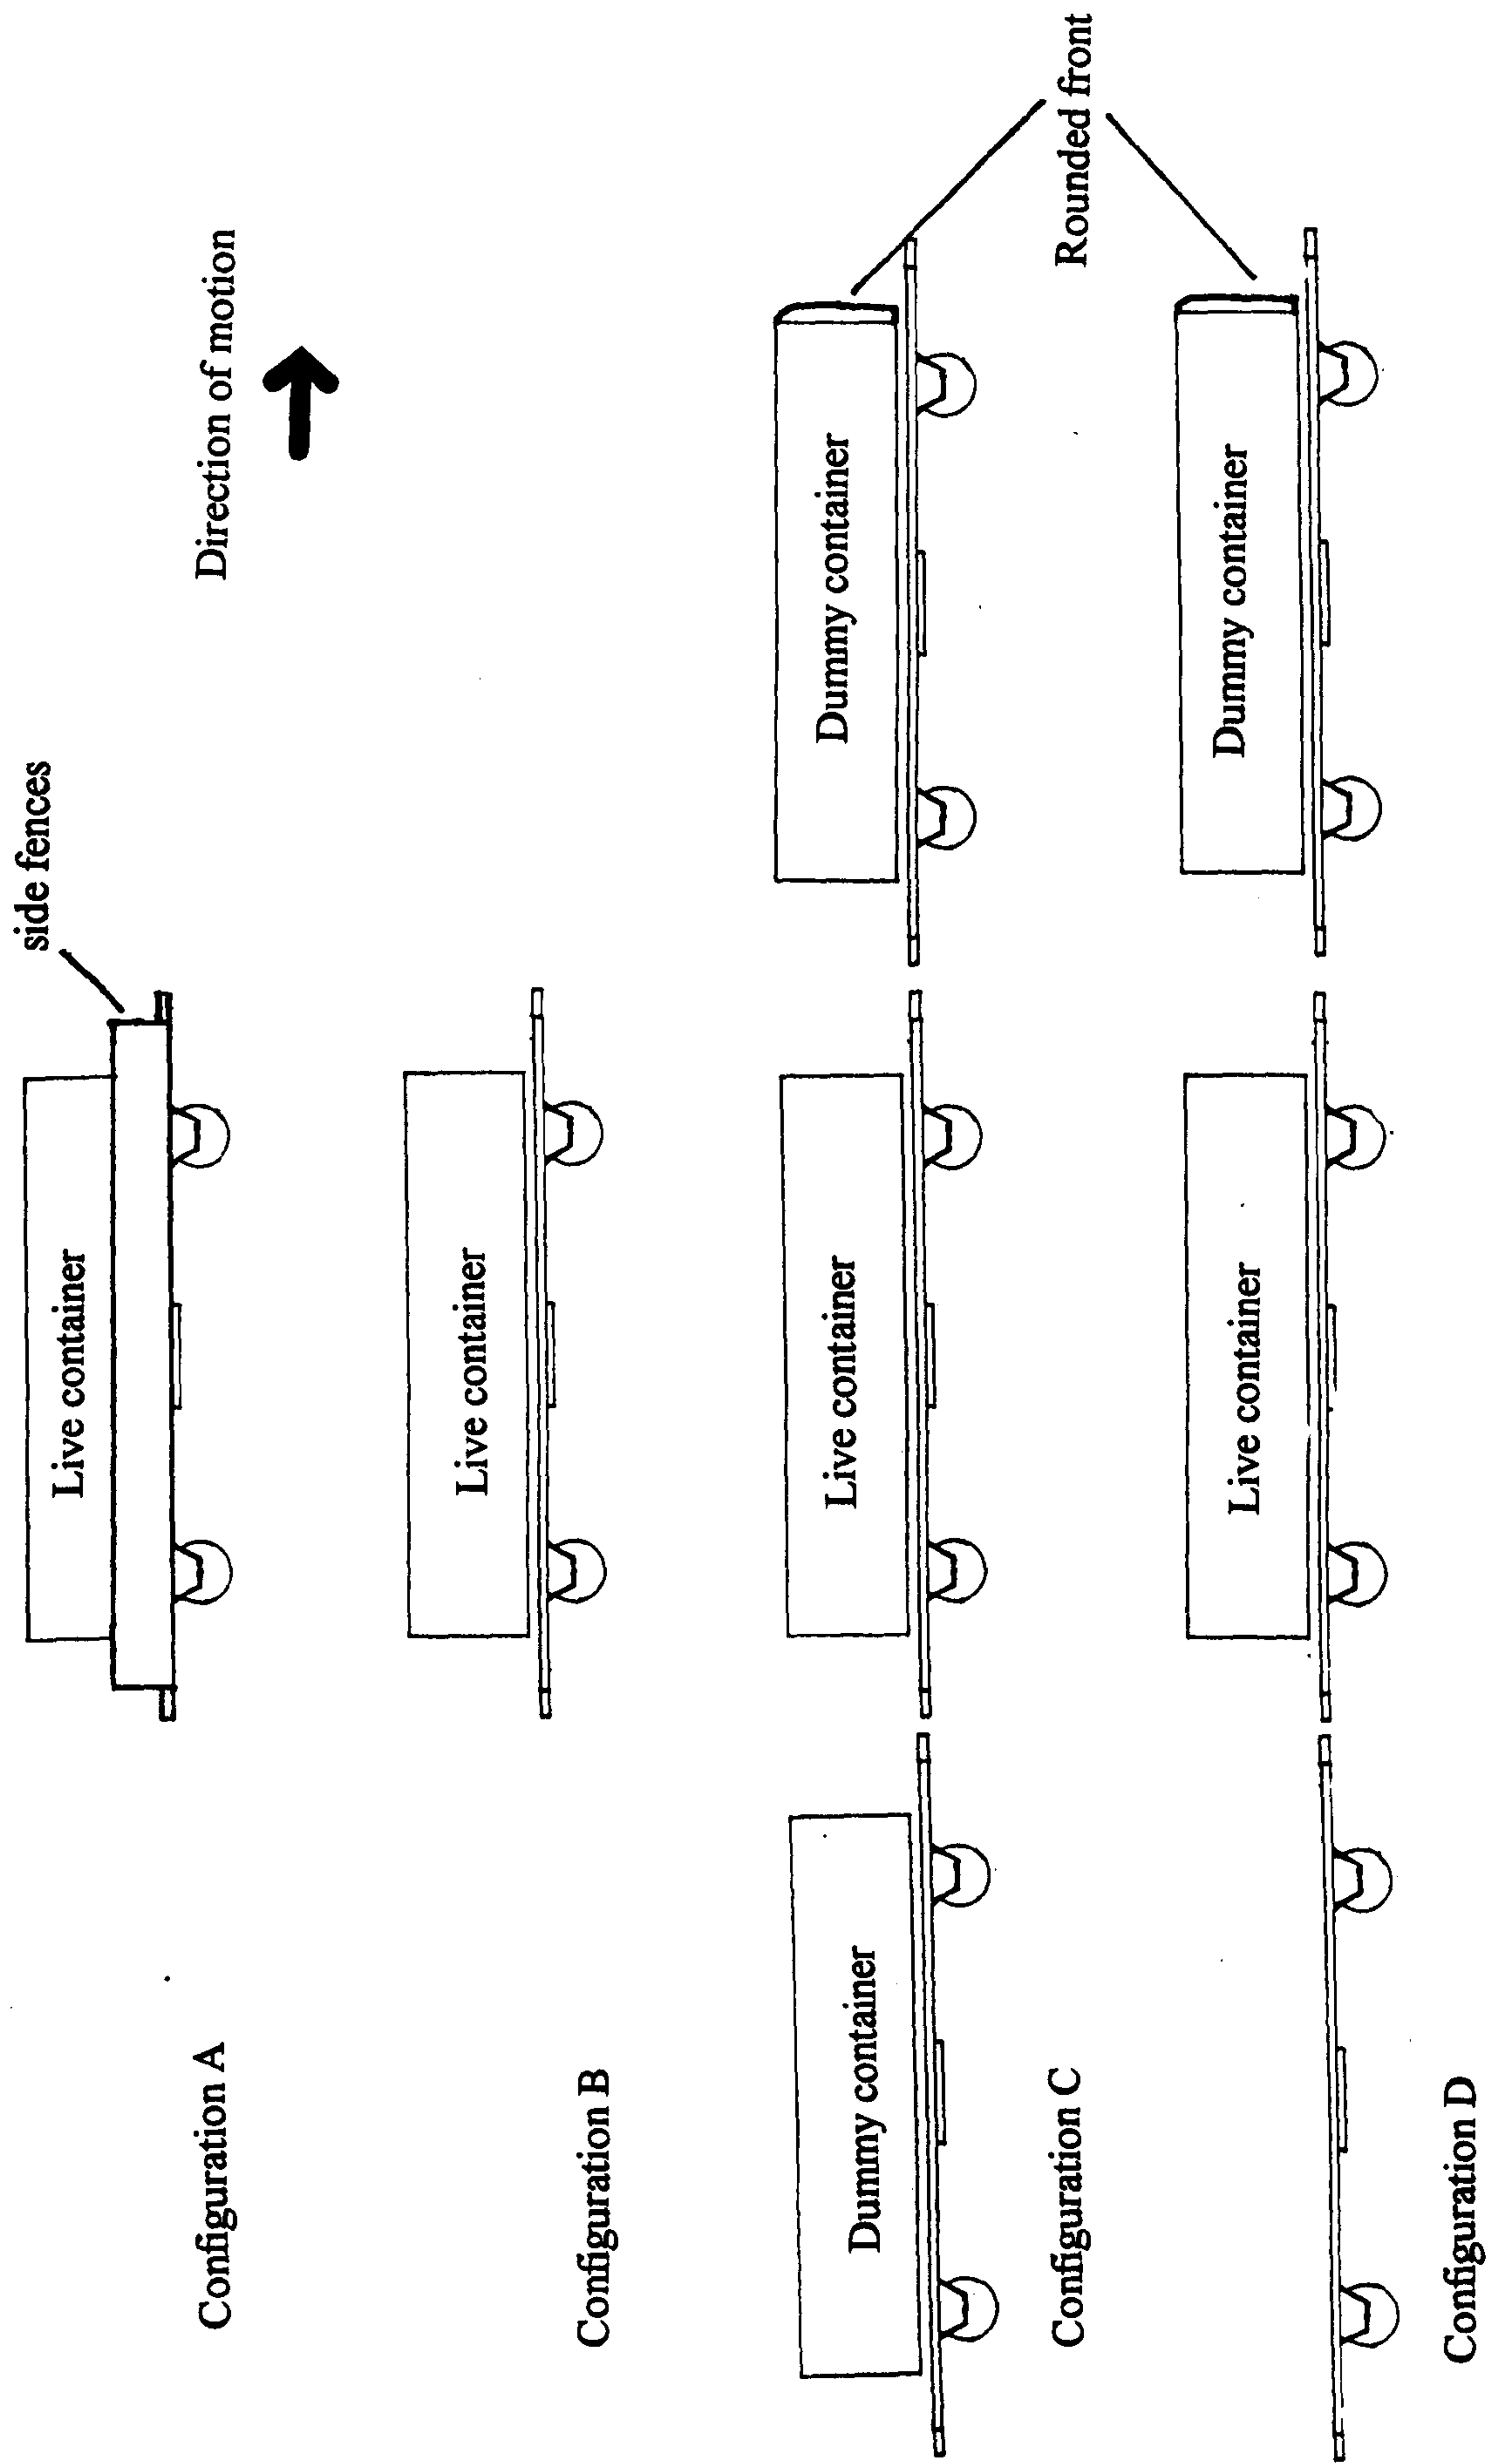 side fences
Live container
Direction of motion
Configuration A
Live container
Configuration B
Dummy container
Live container
Dummy container
Rounded front
Configuration C
Live container
Dummy container
Configuration D